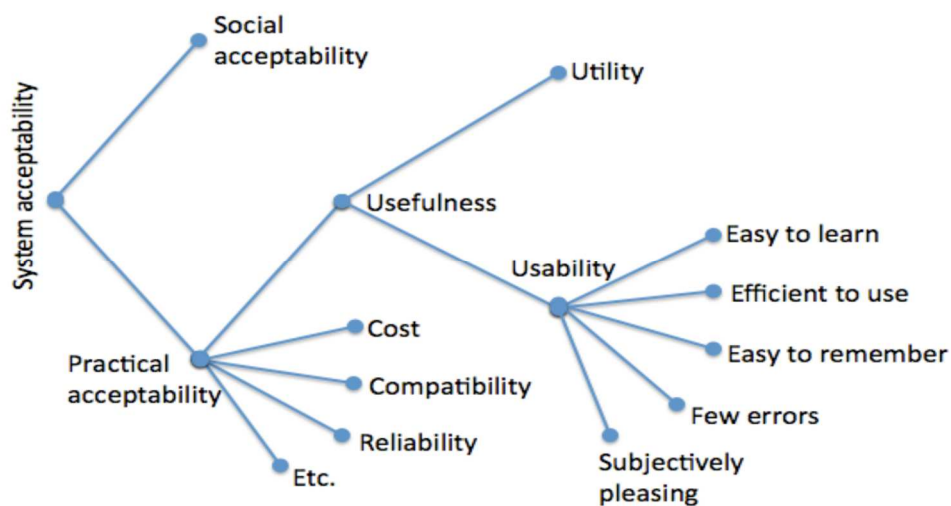 Social
acceptability
Utility
System acceptability
Usefulness
Easy to learn
Usability
Efficient to use
Cost
Easy to remember
Practical
acceptability
Compatibility
Few errors
Reliability
Subjectively
pleasing
Etc.